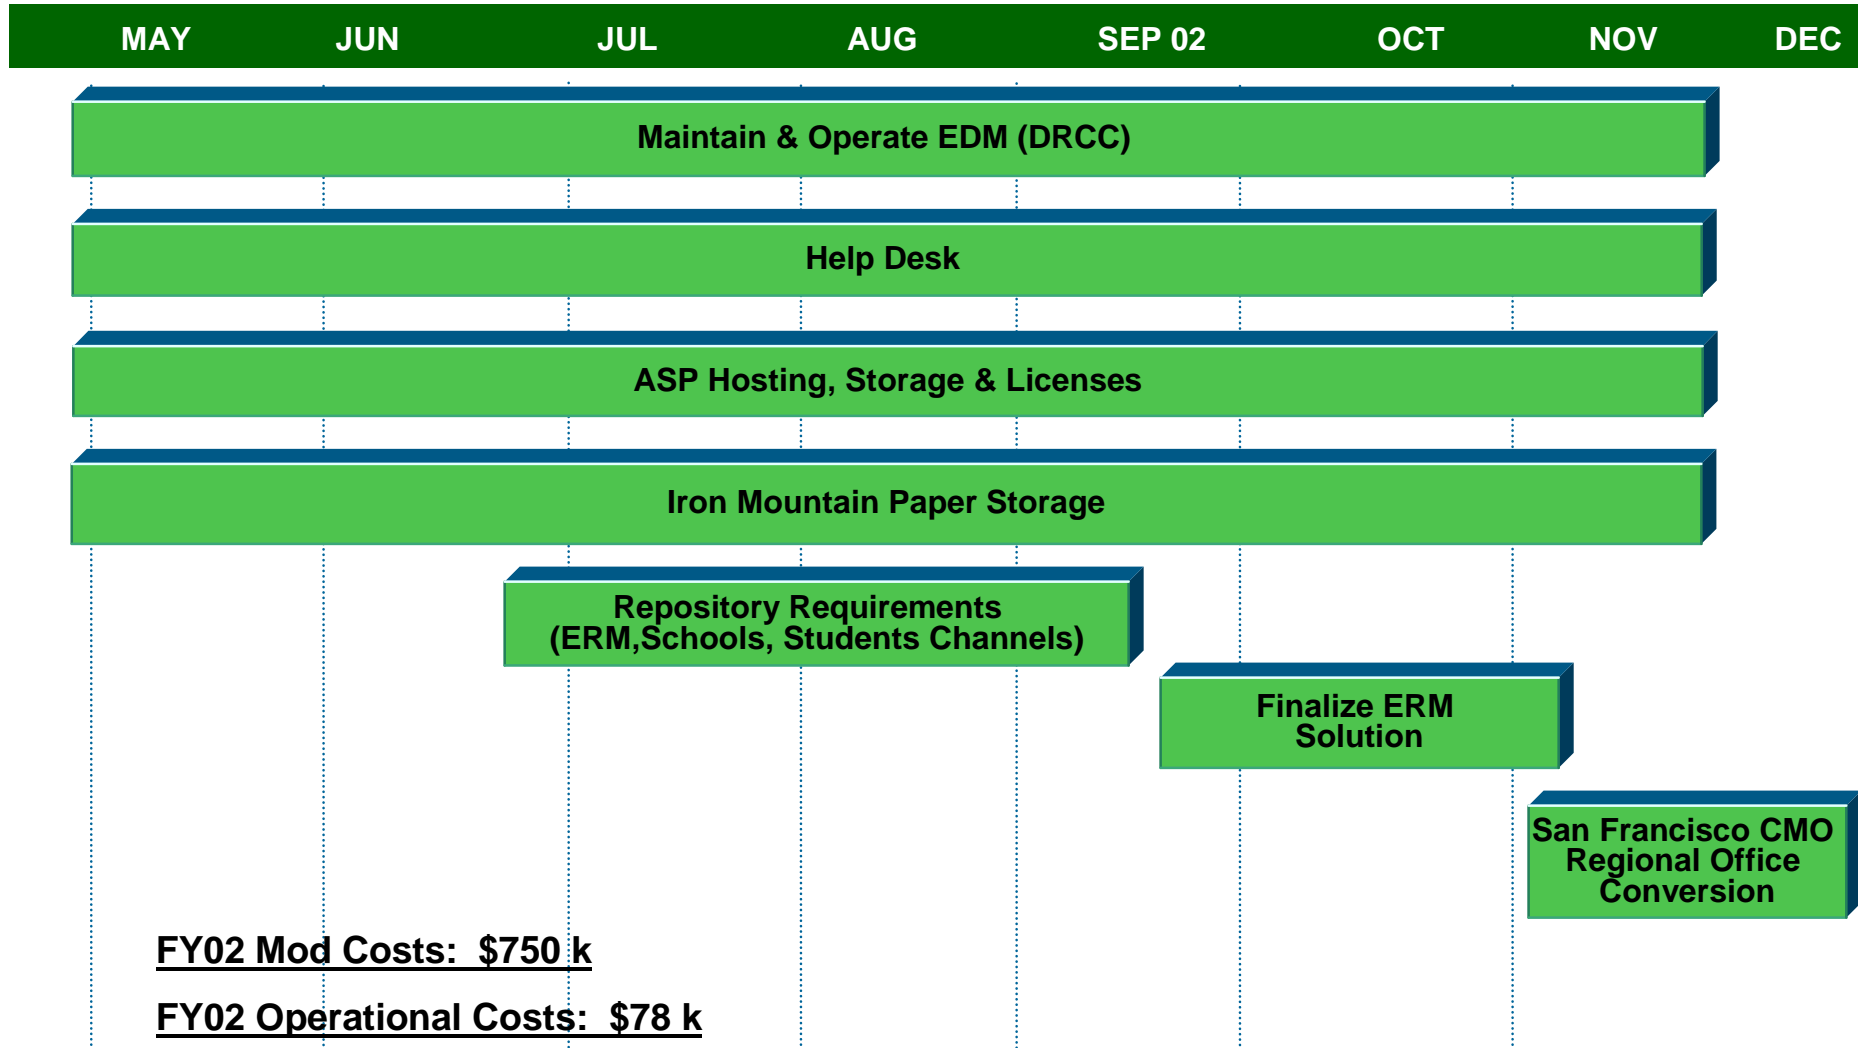 MAY JUN JUL AUG SEP 02 OCT NOV DEC
Maintain & Operate EDM (DRCC)
Help Desk
ASP Hosting, Storage & Licenses
Iron Mountain Paper Storage
Repository Requirements
(ERM,Schools, Students Channels)
Finalize ERM
Solution
San Francisco CMO
Regional Office
Conversion
FY02 Mod Costs:  $750 k
FY02 Operational Costs:  $78 k